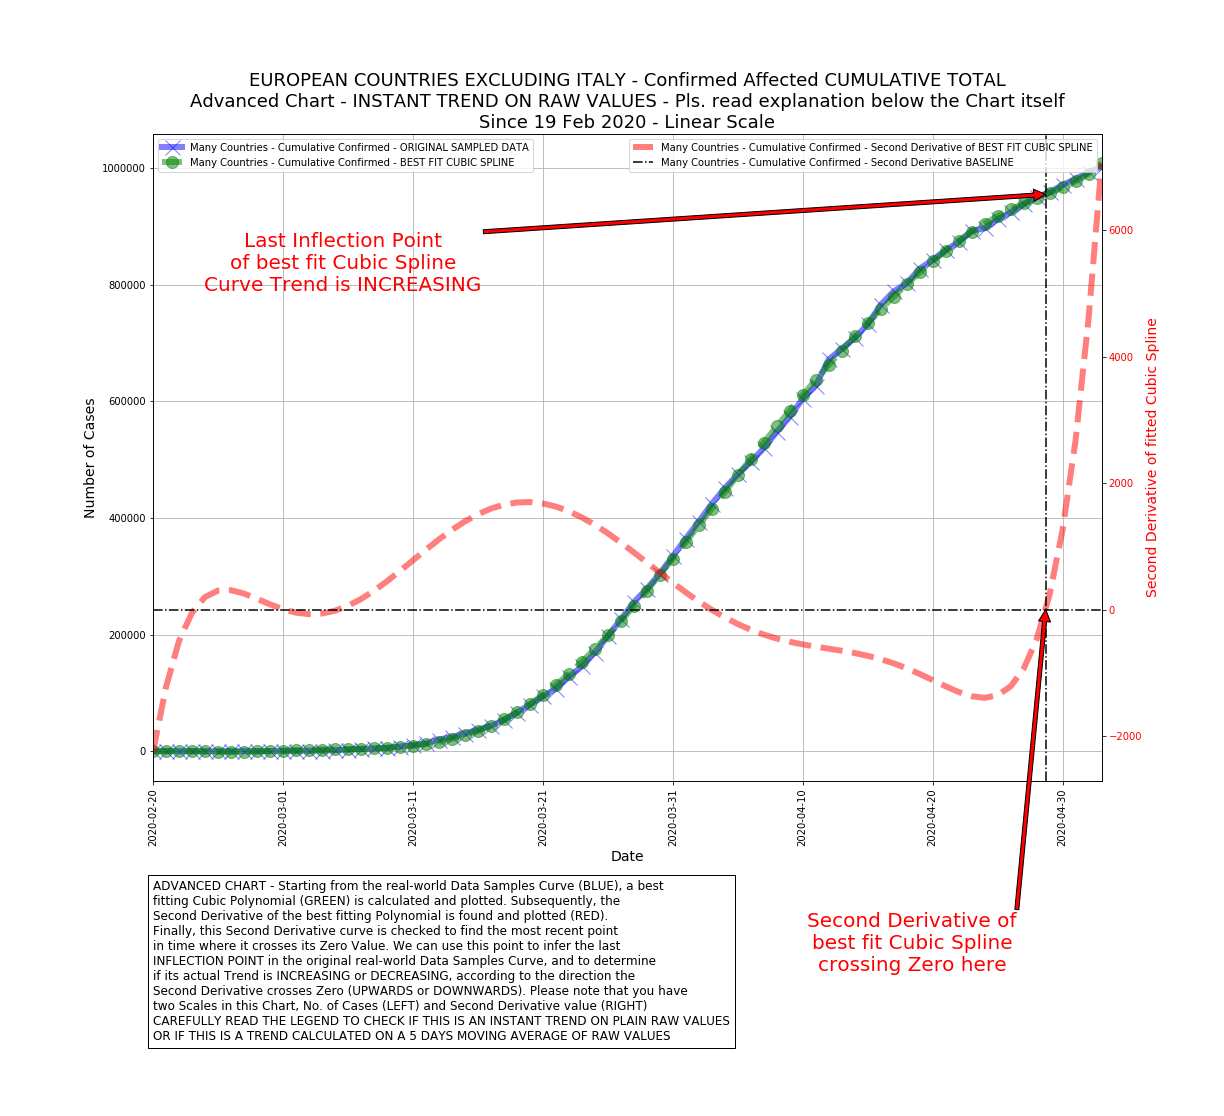 EUROPEAN COUNTRIES EXCLUDING ITALY - Confirmed Affected CUMULATIVE TOTAL
Advanced Chart - INSTANT TREND ON RAW VALUES - Pls. read explanation below the Chart itself
Since 19 Feb 2020 - Linear Scale
Many Countries - Cumulative Confirmed - ORIGINAL SAMPLED DATA
Many Countries - Cumulative Confirmed - BEST FIT CUBIC SPLINE
Many Countries - Cumulative Confirmed - Second Derivative of BEST FIT CUBIC SPLINE
Many Countries - Cumulative Confirmed - Second Derivative BASELINE
Last Inflection Point
of best fit Cubic Spline
Curve Trend is INCREASING
Number of Cases
1000000
800000
600000
400000
200000
0
6000
4000
2000
0
−2000
Second Derivative of fitted Cubic Spline
2020-02-20
2020-03-01
2020-03-11
2020-03-21
2020-03-31
2020-04-10
2020-04-20
2020-04-30
Date
ADVANCED CHART - Starting from the real-world Data Samples Curve (BLUE), a best
fitting Cubic Polynomial (GREEN) is calculated and plotted. Subsequently, the
Second Derivative of the best fitting Polynomial is found and plotted (RED).
Finally, this Second Derivative curve is checked to find the most recent point
in time where it crosses its Zero Value. We can use this point to infer the last
INFLECTION POINT in the original real-world Data Samples Curve, and to determine
if its actual Trend is INCREASING or DECREASING, according to the direction the
Second Derivative crosses Zero (UPWARDS or DOWNWARDS). Please note that you have
two Scales in this Chart, No. of Cases (LEFT) and Second Derivative value (RIGHT)
CAREFULLY READ THE LEGEND TO CHECK IF THIS IS AN INSTANT TREND ON PLAIN RAW VALUES
OR IF THIS IS A TREND CALCULATED ON A 5 DAYS MOVING AVERAGE OF RAW VALUES
Second Derivative of
best fit Cubic Spline
crossing Zero here